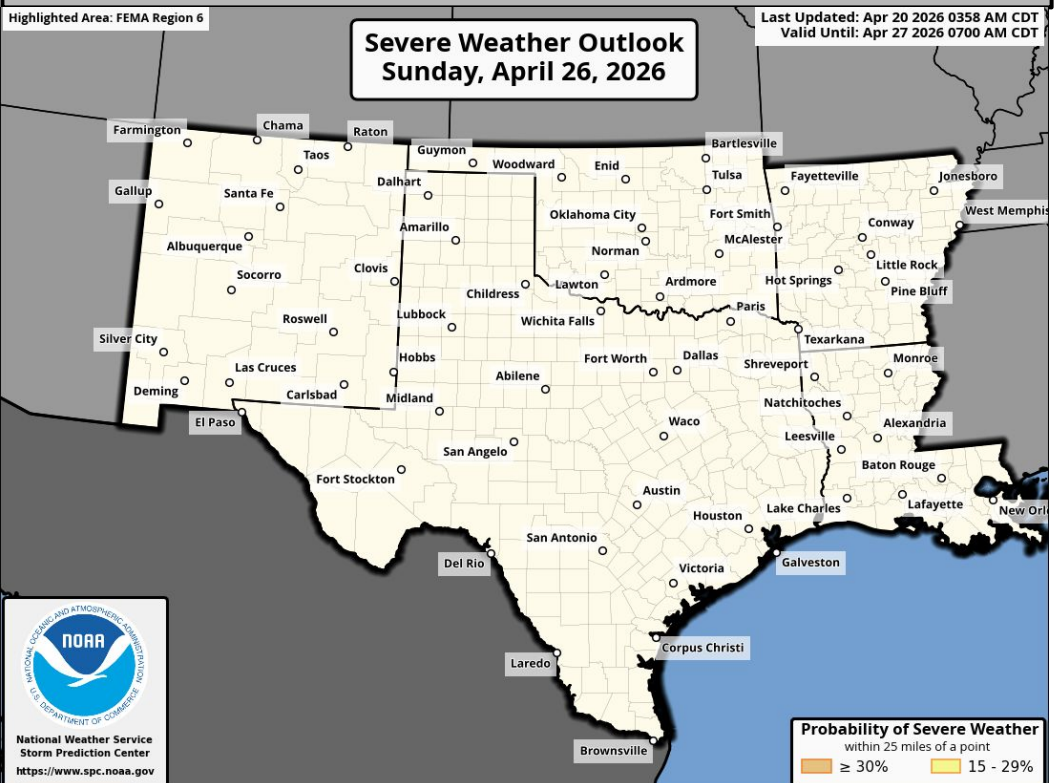 Highlighted Area: FEMA Region 6
Last Updated: Apr 20 2026 0358 AM CDT
Valid Until: Apr 27 2026 0700 AM CDT
Severe Weather Outlook
Sunday, April 26, 2026
Farmington
Chama
Raton
Taos
Guymon
Woodward
Enid
Bartlesville
Tulsa
Fayetteville
Jonesboro
Gallup
Santa Fe
Dalhart
West Memphis
Albuquerque
Amarillo
Oklahoma City
Fort Smith
Conway
Norman
McAlester
Socorro
Clovis
Childress
Lawton
Ardmore
Hot Springs
Little Rock
Pine Bluff
Roswell
Lubbock
Wichita Falls
Paris
Texarkana
Silver City
Las Cruces
Hobbs
Fort Worth
Dallas
Shreveport
Monroe
Deming
Carlsbad
Midland
Abilene
Natchitoches
El Paso
San Angelo
Waco
Leesville
Alexandria
Fort Stockton
Austin
Baton Rouge
Houston
Lake Charles
Lafayette
New Orl
Del Rio
San Antonio
Victoria
Galveston
Laredo
Corpus Christi
Brownsville
NATIONAL OCEANIC AND ATMOSPHERIC ADMINISTRATION
NOAA
U.S. DEPARTMENT OF COMMERCE
National Weather Service
Storm Prediction Center
https://www.spc.noaa.gov
Probability of Severe Weather
within 25 miles of a point
≥ 30%
15 - 29%